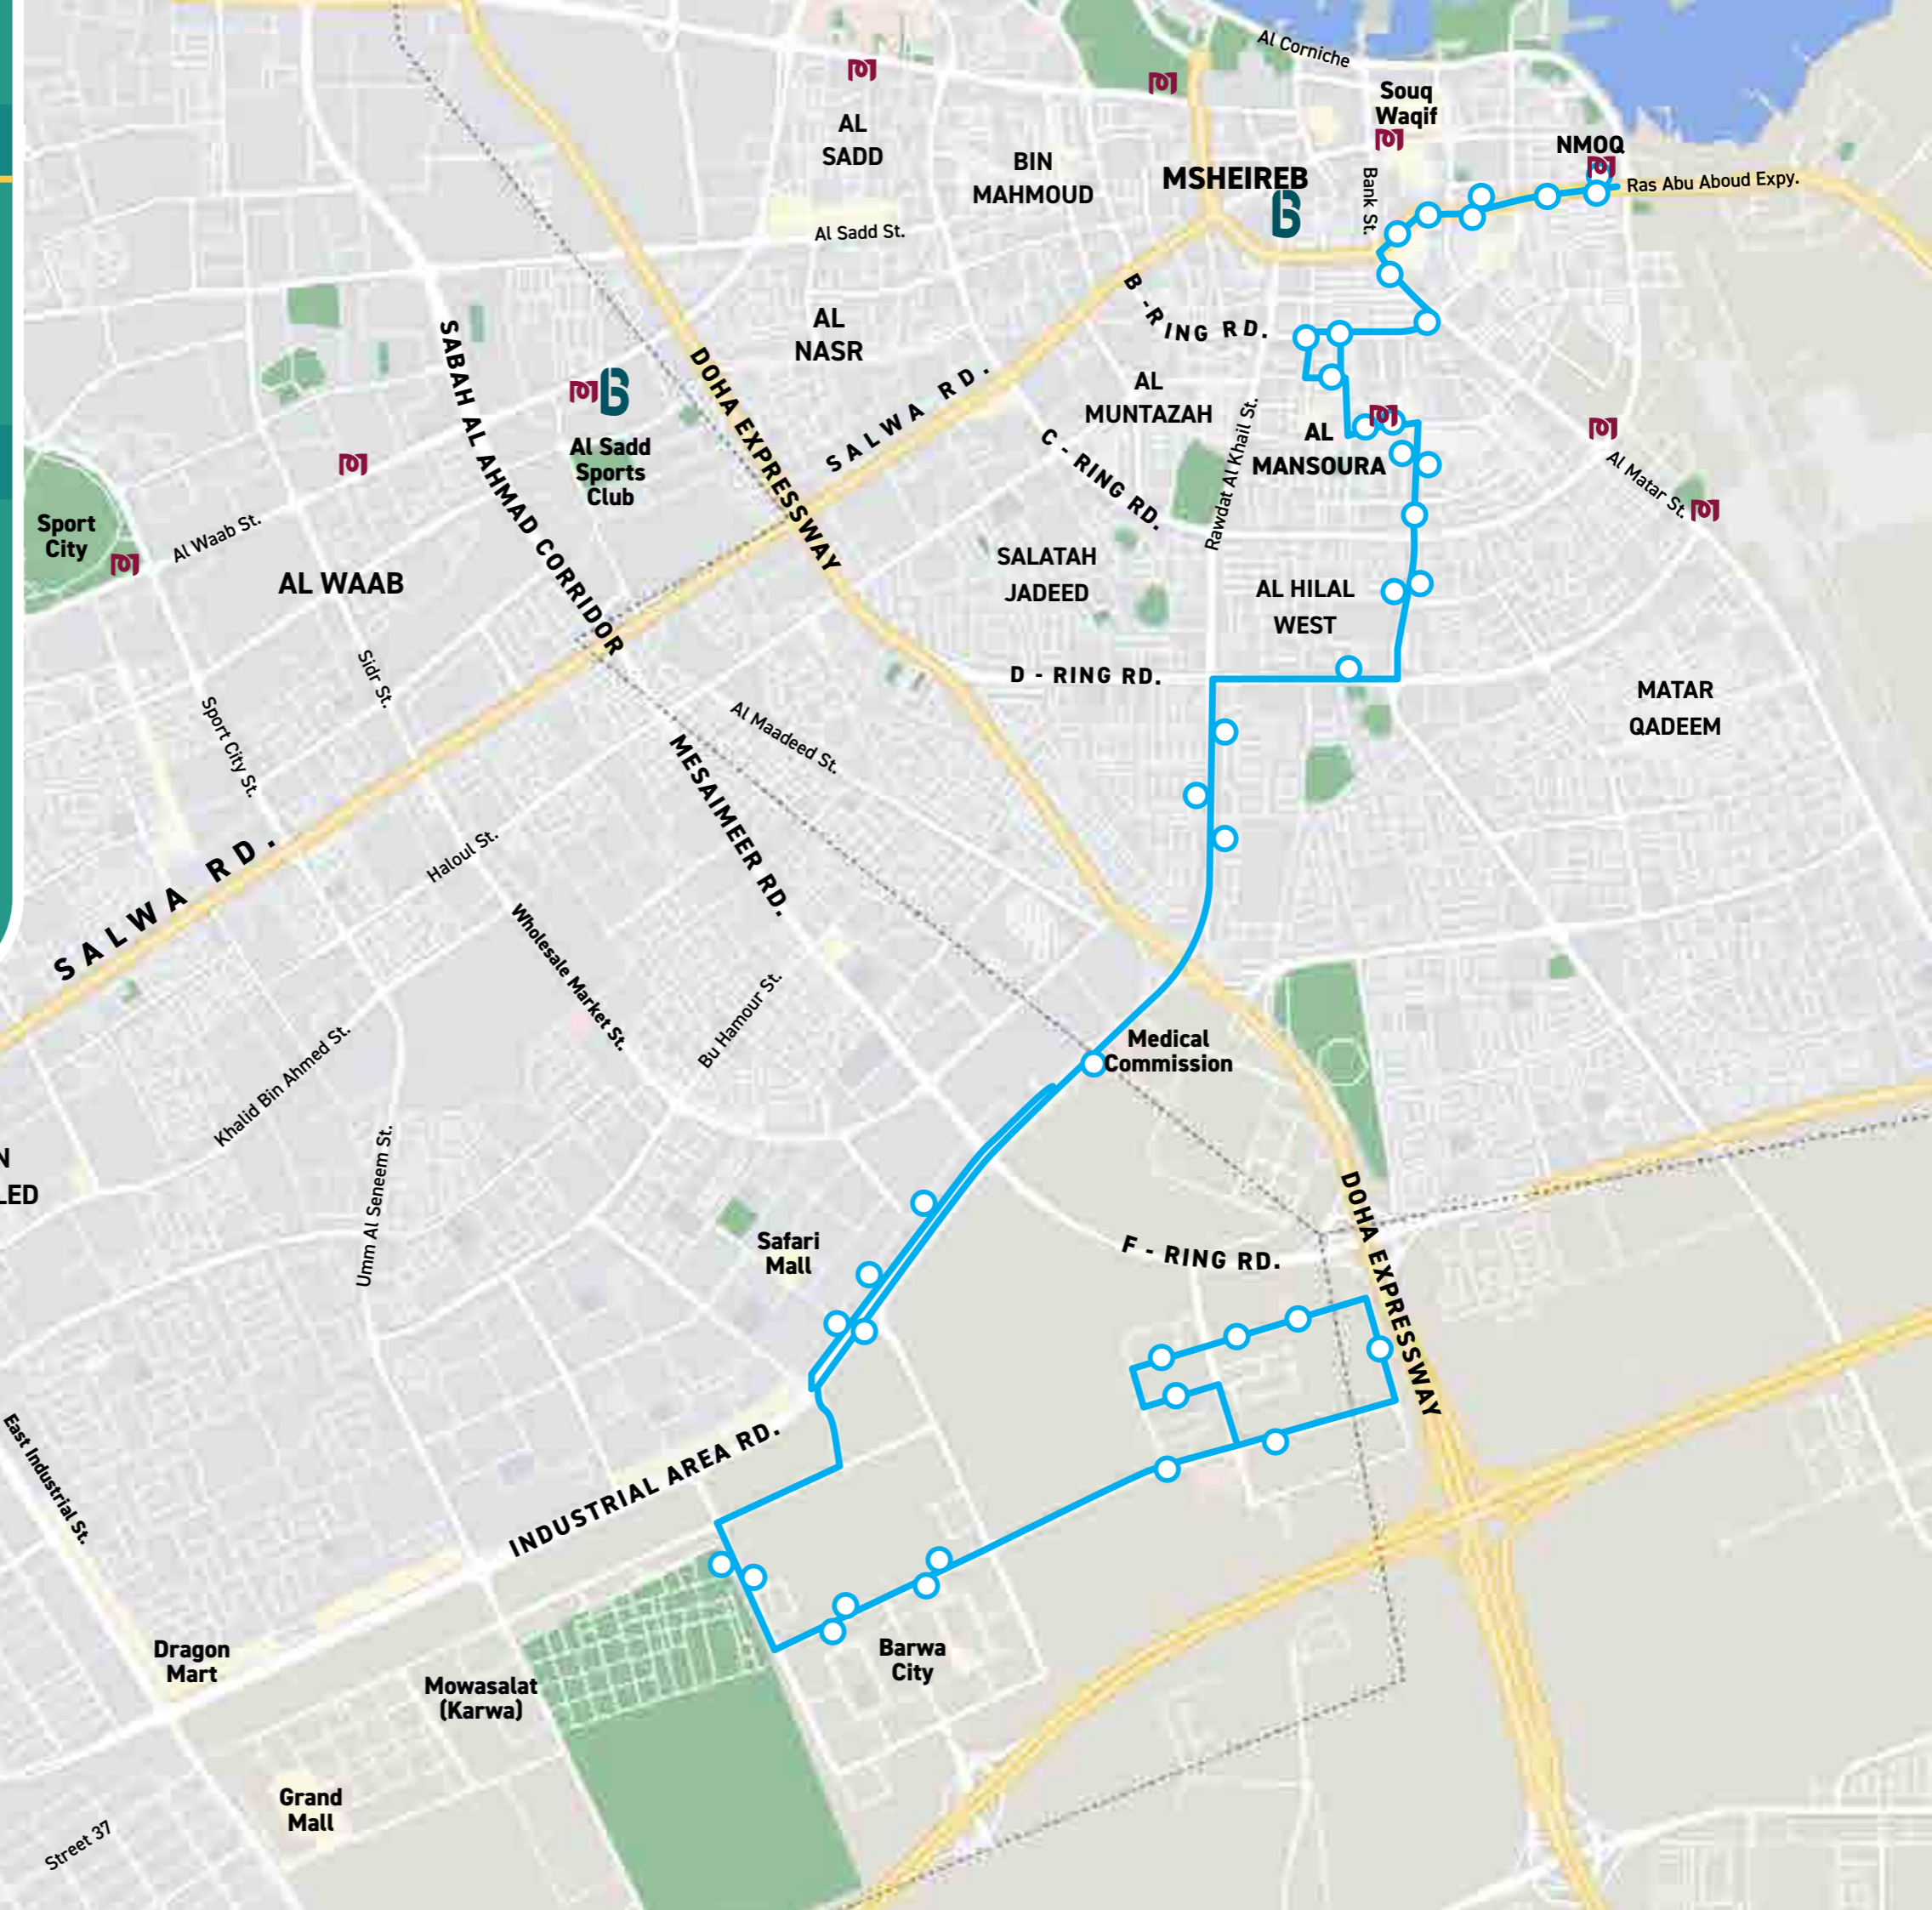 Al Corniche
Souq
Waqif
AL
SADD
NMOQ
BIN
MAHMOUD
MSHEIREB
Bank St.
Ras Abu Aboud Expy.
Al Sadd St.
B - RING RD.
AL
NASR
SABAH AL AHMAD CORRIDOR
DOHA EXPRESSWAY
SALWA RD.
AL
MUNTAZAH
Rawdat Al Khail St.
AL
MANSOURA
C - RING RD.
Al Sadd
Sports
Club
Al Matar St.
Sport
City
Al Waab St.
AL WAAB
SALATAH
JADEED
AL HILAL
WEST
Sidr St.
D - RING RD.
MATAR
QADEEM
Sport City St.
Al Maadeed St.
MESAIMEER RD.
SALWA RD.
Haloul St.
Wholesale Market St.
Bu Hamour St.
Medical
Commission
Khalid Bin Ahmed St.
N
LED
Umm Al Seneem St.
Safari
Mall
F - RING RD.
DOHA EXPRESSWAY
East Industrial St.
INDUSTRIAL AREA RD.
Dragon
Mart
Barwa
City
Mowasalat
(Karwa)
Grand
Mall
Street 37